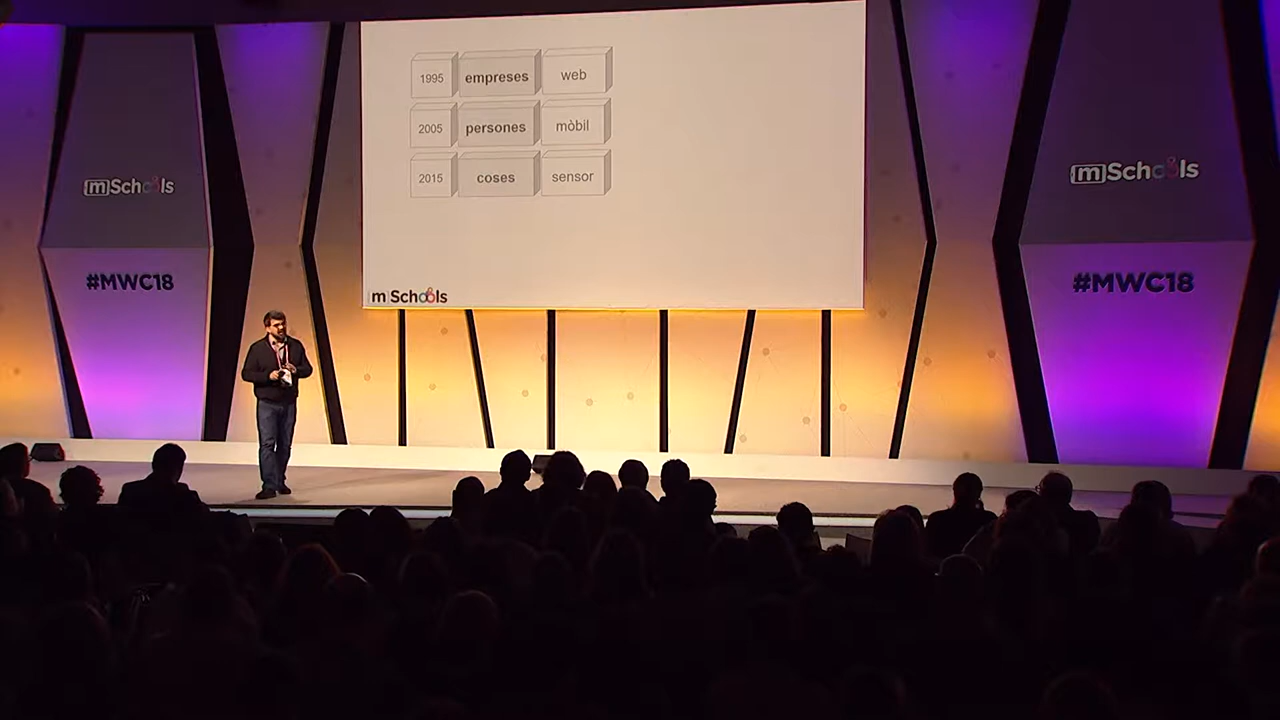 1995 empreses web
2005 persones mòbil
2015 coses sensor
mSchools
mSchools
#MWC18
mSchools
#MWC18